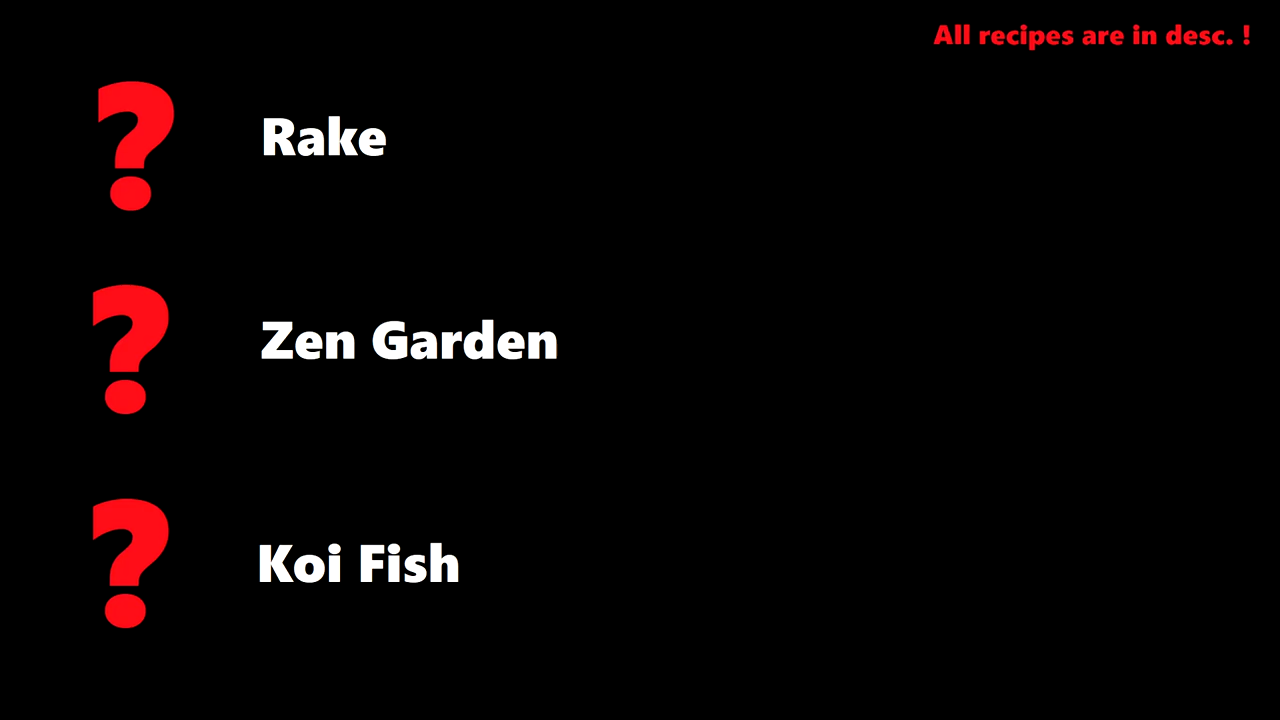 All recipes are in desc. !
? Rake
? Zen Garden
? Koi Fish